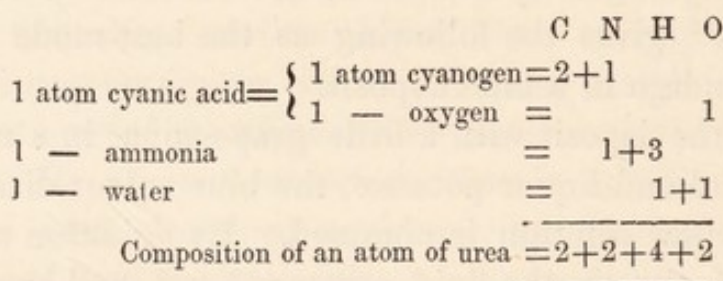 C N H O
1 atom cyanic acid= { 1 atom cyanogen=2+1
1 — oxygen = 1
1 — ammonia = 1+3
1 — water = 1+1
Composition of an atom of urea =2+2+4+2